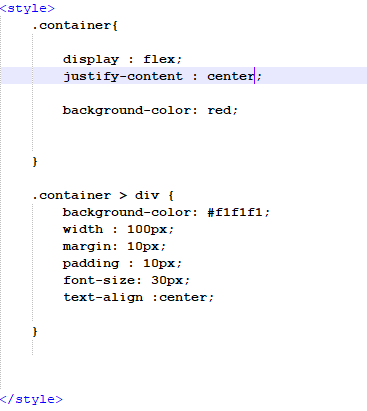 <style>
.container{
display : flex;
justify-content : center;
background-color: red;
}
.container > div {
background-color: #f1f1f1;
width : 100px;
margin: 10px;
padding : 10px;
font-size: 30px;
text-align :center;
}
</style>